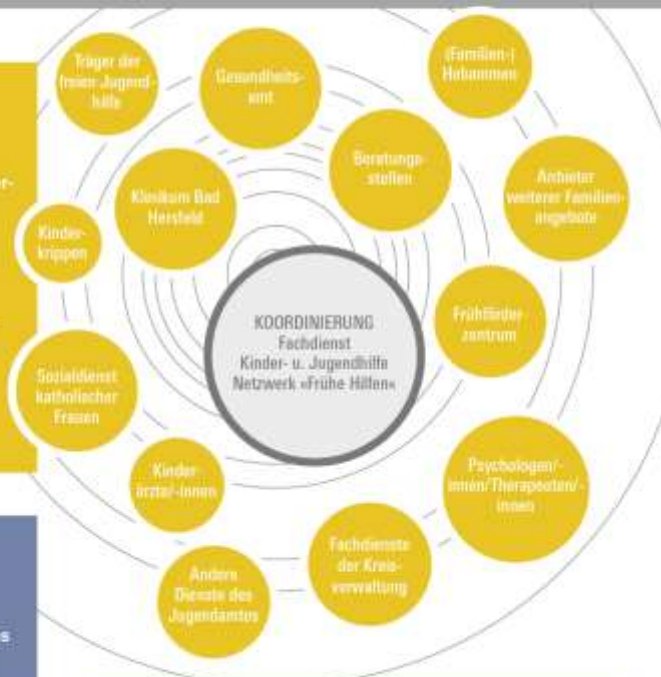 Träger der
freien Jugend-
hilfe
Gesundheits-
amt
(Familien-)
Hebammen
Beratungs-
stellen
Klinikum Bad
Hersfeld
Anbieter
weiterer Familien-
angebote
er-
Kinder-
krippen
KOORDINIERUNG
Fachdienst
Kinder- u. Jugendhilfe
Netzwerk »Frühe Hilfen«
Frühförder-
zentrum
Sozialdienst
katholischer
Frauen
Kinder-
ärzte/-innen
Psychologen/-
innen/Therapeuten/-
innen
Fachdienste
der Kreis-
verwaltung
Andere
Dienste des
Jugendamtes
s